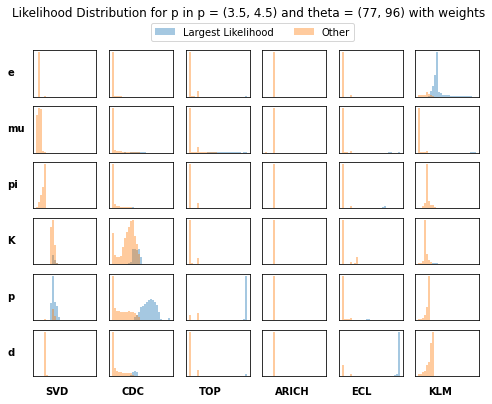 Likelihood Distribution for p in p = (3.5, 4.5) and theta = (77, 96) with weights
Largest Likelihood Other
e
mu
pi
K
p
d
SVD CDC TOP ARICH ECL KLM